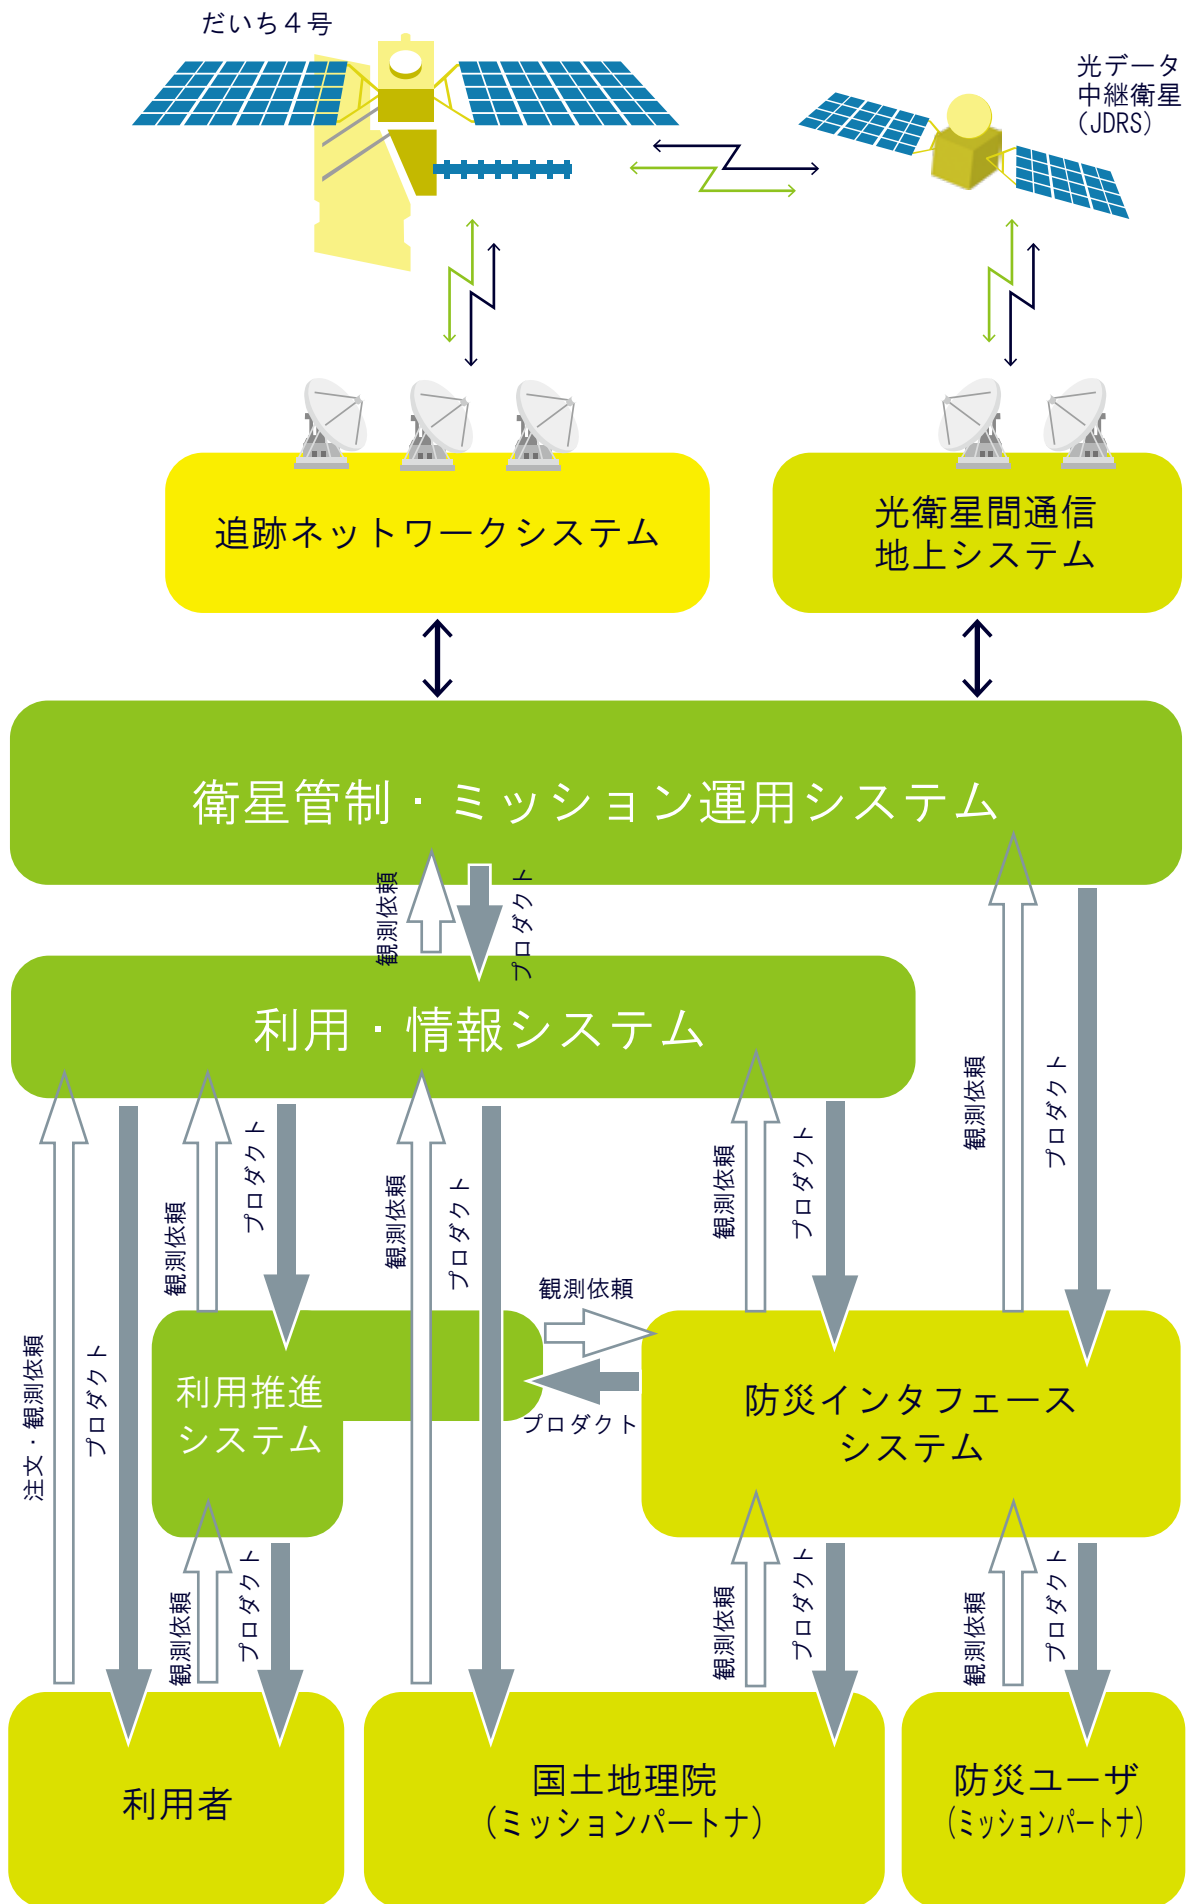 だいち４号
光データ
中継衛星
(JDRS)
追跡ネットワークシステム
光衛星間通信
地上システム
衛星管制・ミッション運用システム
観測依頼
プロダクト
利用・情報システム
観測依頼
プロダクト
注文・観測依頼
プロダクト
観測依頼
プロダクト
観測依頼
プロダクト
観測依頼
プロダクト
観測依頼
プロダクト
利用推進
システム
防災インタフェース
システム
観測依頼
プロダクト
観測依頼
プロダクト
観測依頼
プロダクト
利用者
国土地理院
(ミッションパートナ)
防災ユーザ
(ミッションパートナ)